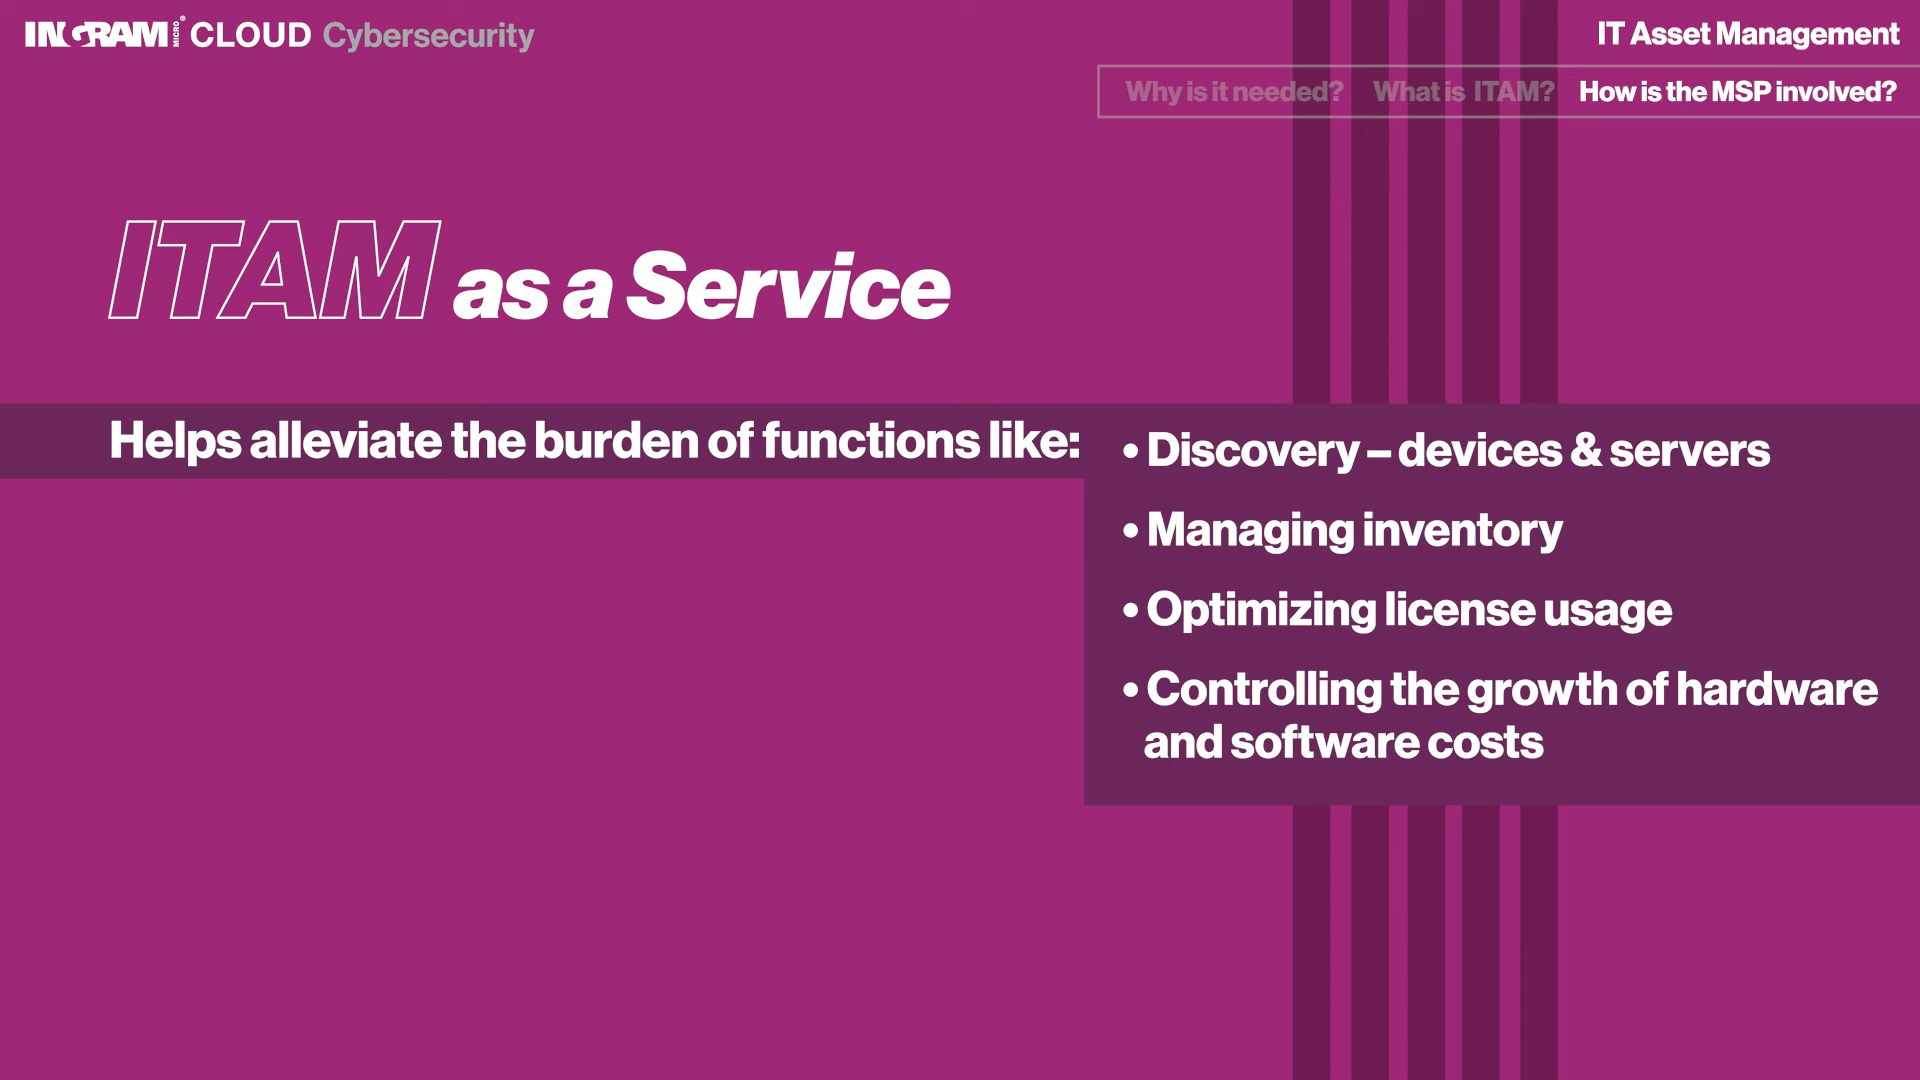 INGRAM MICRO® CLOUD Cybersecurity
IT Asset Management
Why is it needed? What is ITAM? How is the MSP involved?
ITAM as a Service
Helps alleviate the burden of functions like:
• Discovery – devices & servers
• Managing inventory
• Optimizing license usage
• Controlling the growth of hardware
and software costs